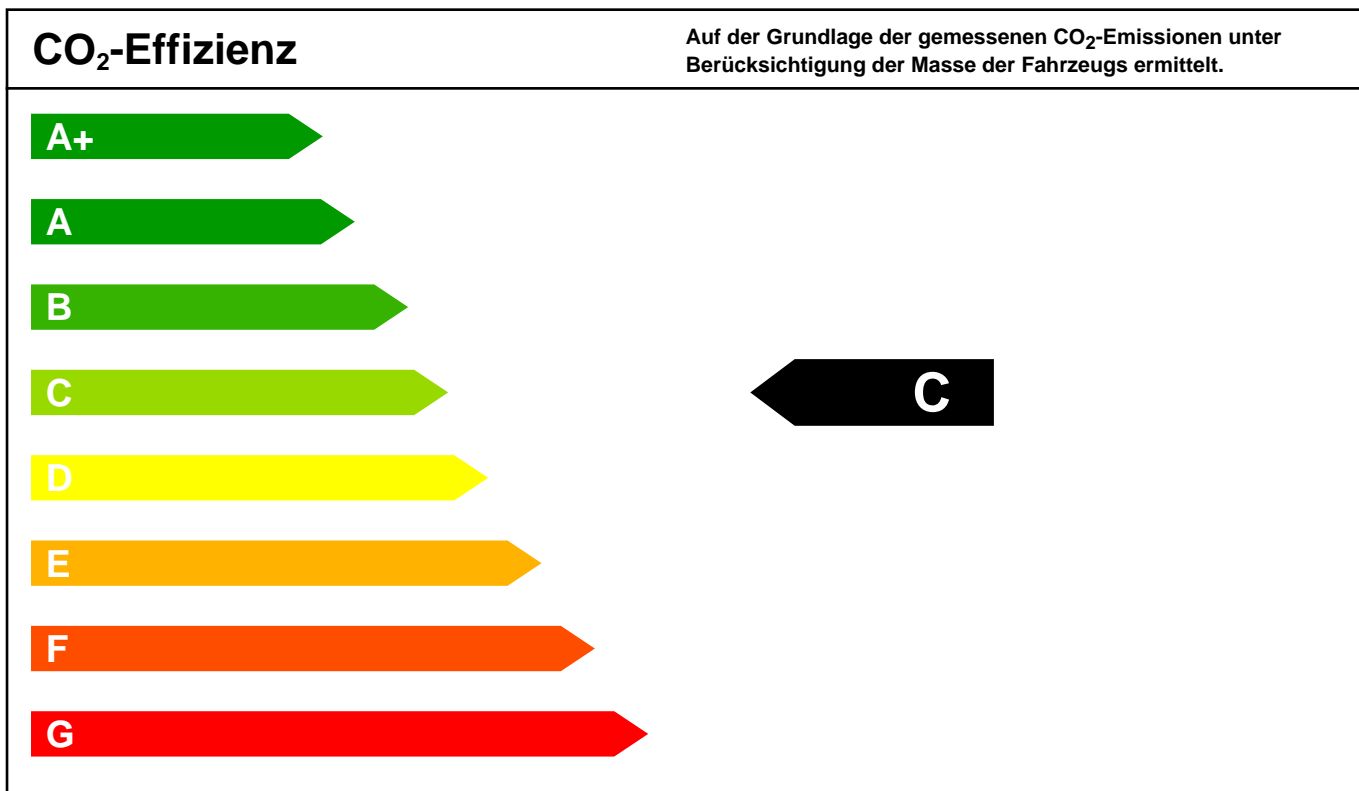 CO₂-Effizienz
Auf der Grundlage der gemessenen CO₂-Emissionen unter
Berücksichtigung der Masse der Fahrzeugs ermittelt.
A+
A
B
C
C
D
E
F
G